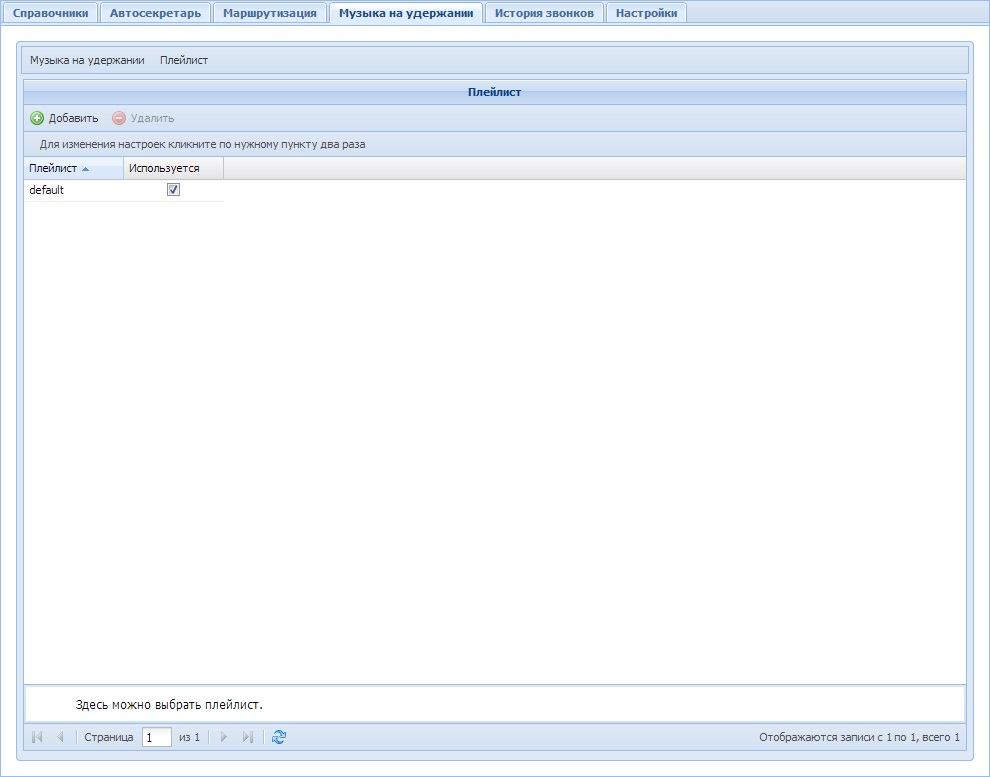 Справочники Автосекретарь Маршрутизация Музыка на удержании История звонков Настройки
Музыка на удержании Плейлист
Плейлист
Добавить Удалить
Для изменения настроек кликните по нужному пункту два раза
Плейлист Используется
default
Здесь можно выбрать плейлист.
Страница 1 из 1 Отображаются записи с 1 по 1, всего 1